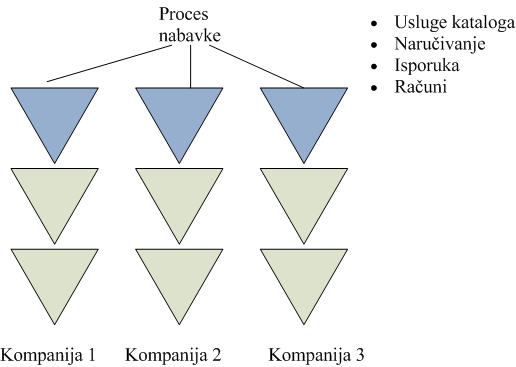 Proces
nabavke
Usluge kataloga
Naručivanje
Isporuka
Računi
Kompanija 1
Kompanija 2
Kompanija 3